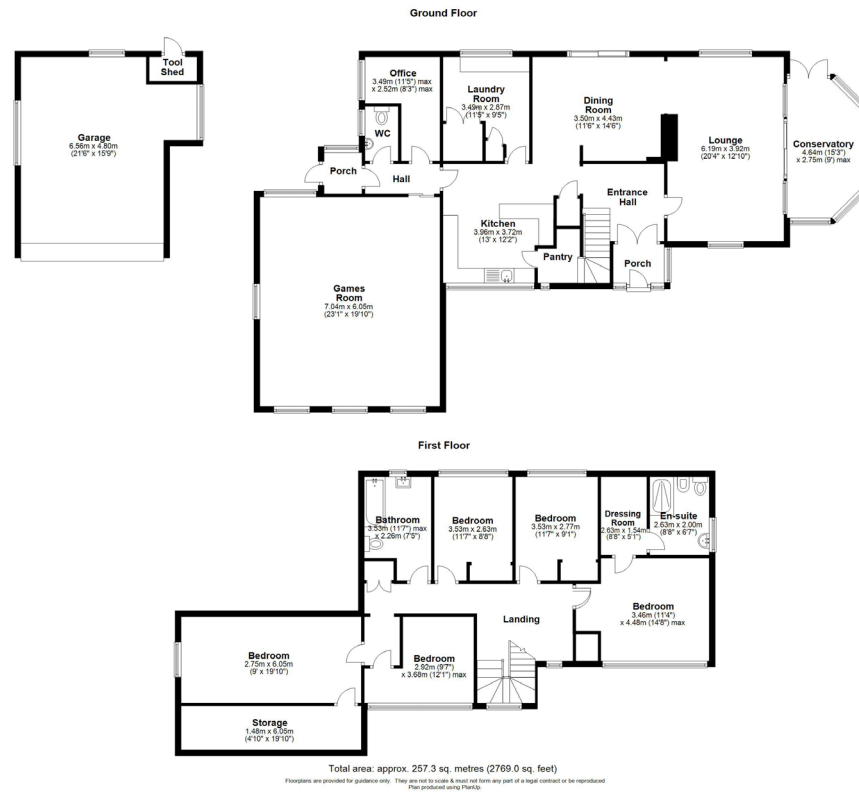 Ground Floor
Tool
Shed
Garage
6.56m x 4.80m
(21'6" x 15'9")
Office
3.49m (11'5") max
x 2.52m (8'3") max
Laundry
Room
3.49m x 2.87m
(11'5" x 9'5")
WC
Porch
Hall
Dining
Room
3.50m x 4.43m
(11'6" x 14'6")
Lounge
6.19m x 3.92m
(20'4" x 12'10")
Conservatory
4.64m (15'3")
x 2.75m (9') max
Entrance
Hall
Kitchen
3.96m x 3.72m
(13' x 12'2")
Pantry
Porch
Games
Room
7.04m x 6.05m
(23'1" x 19'10")
First Floor
Bathroom
3.53m (11'7") max
x 2.26m (7'5")
Bedroom
3.53m x 2.63m
(11'7" x 8'8")
Bedroom
3.53m x 2.77m
(11'7" x 9'1")
Dressing
Room
2.63m x 1.54m
(8'8" x 5'1")
En-suite
2.63m x 2.00m
(8'8" x 6'7")
Landing
Bedroom
3.46m (11'4")
x 4.48m (14'8") max
Bedroom
2.75m x 6.05m
(9' x 19'10")
Bedroom
2.92m (9'7")
x 3.68m (12'1") max
Storage
1.48m x 6.05m
(4'10" x 19'10")
Total area: approx. 257.3 sq. metres (2769.0 sq. feet)
Floorplans are provided for guidance only. They are not to scale & must not form any part of a legal contract or be reproduced
Plan produced using PlanUp.